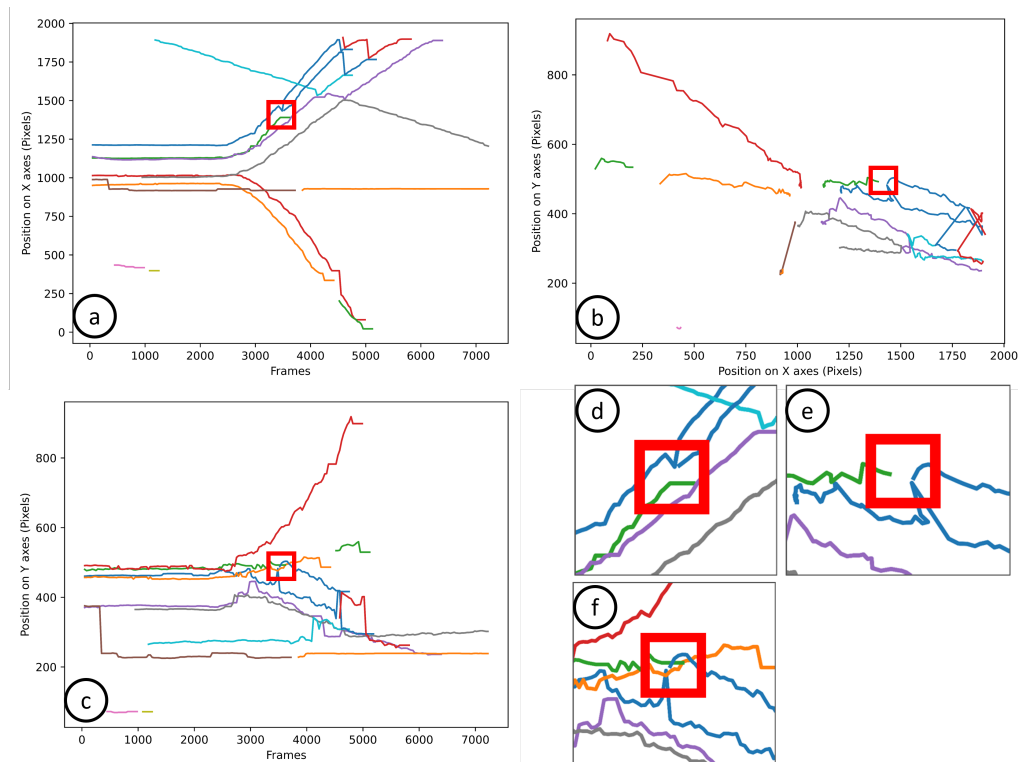 2000
1750
1500
1250
1000
750
500
250
0
Position on X axes (Pixels)
0 1000 2000 3000 4000 5000 6000 7000
Frames
a
800
600
400
200
Position on Y axes (Pixels)
0 250 500 750 1000 1250 1500 1750 2000
Position on X axes (Pixels)
b
800
600
400
200
Position on Y axes (Pixels)
0 1000 2000 3000 4000 5000 6000 7000
Frames
c
d
e
f